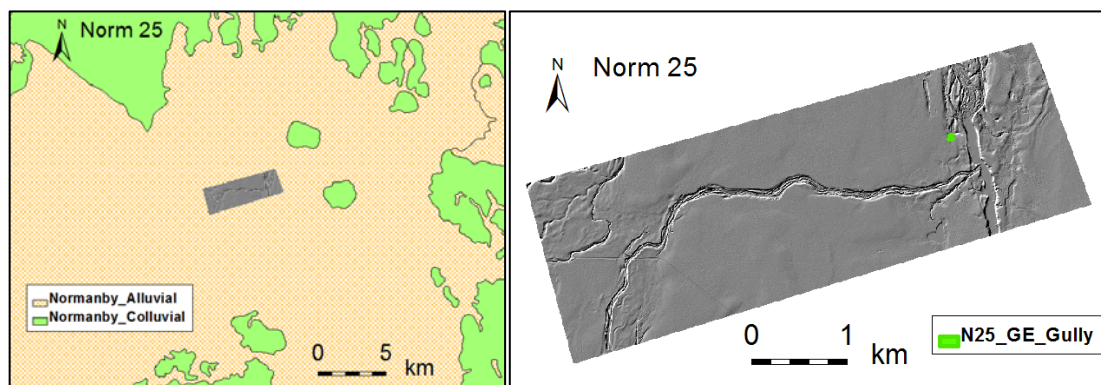 N
Norm 25
Normanby_Alluvial
Normanby_Colluvial
0 5
km
N
Norm 25
0 1
km
N25_GE_Gully